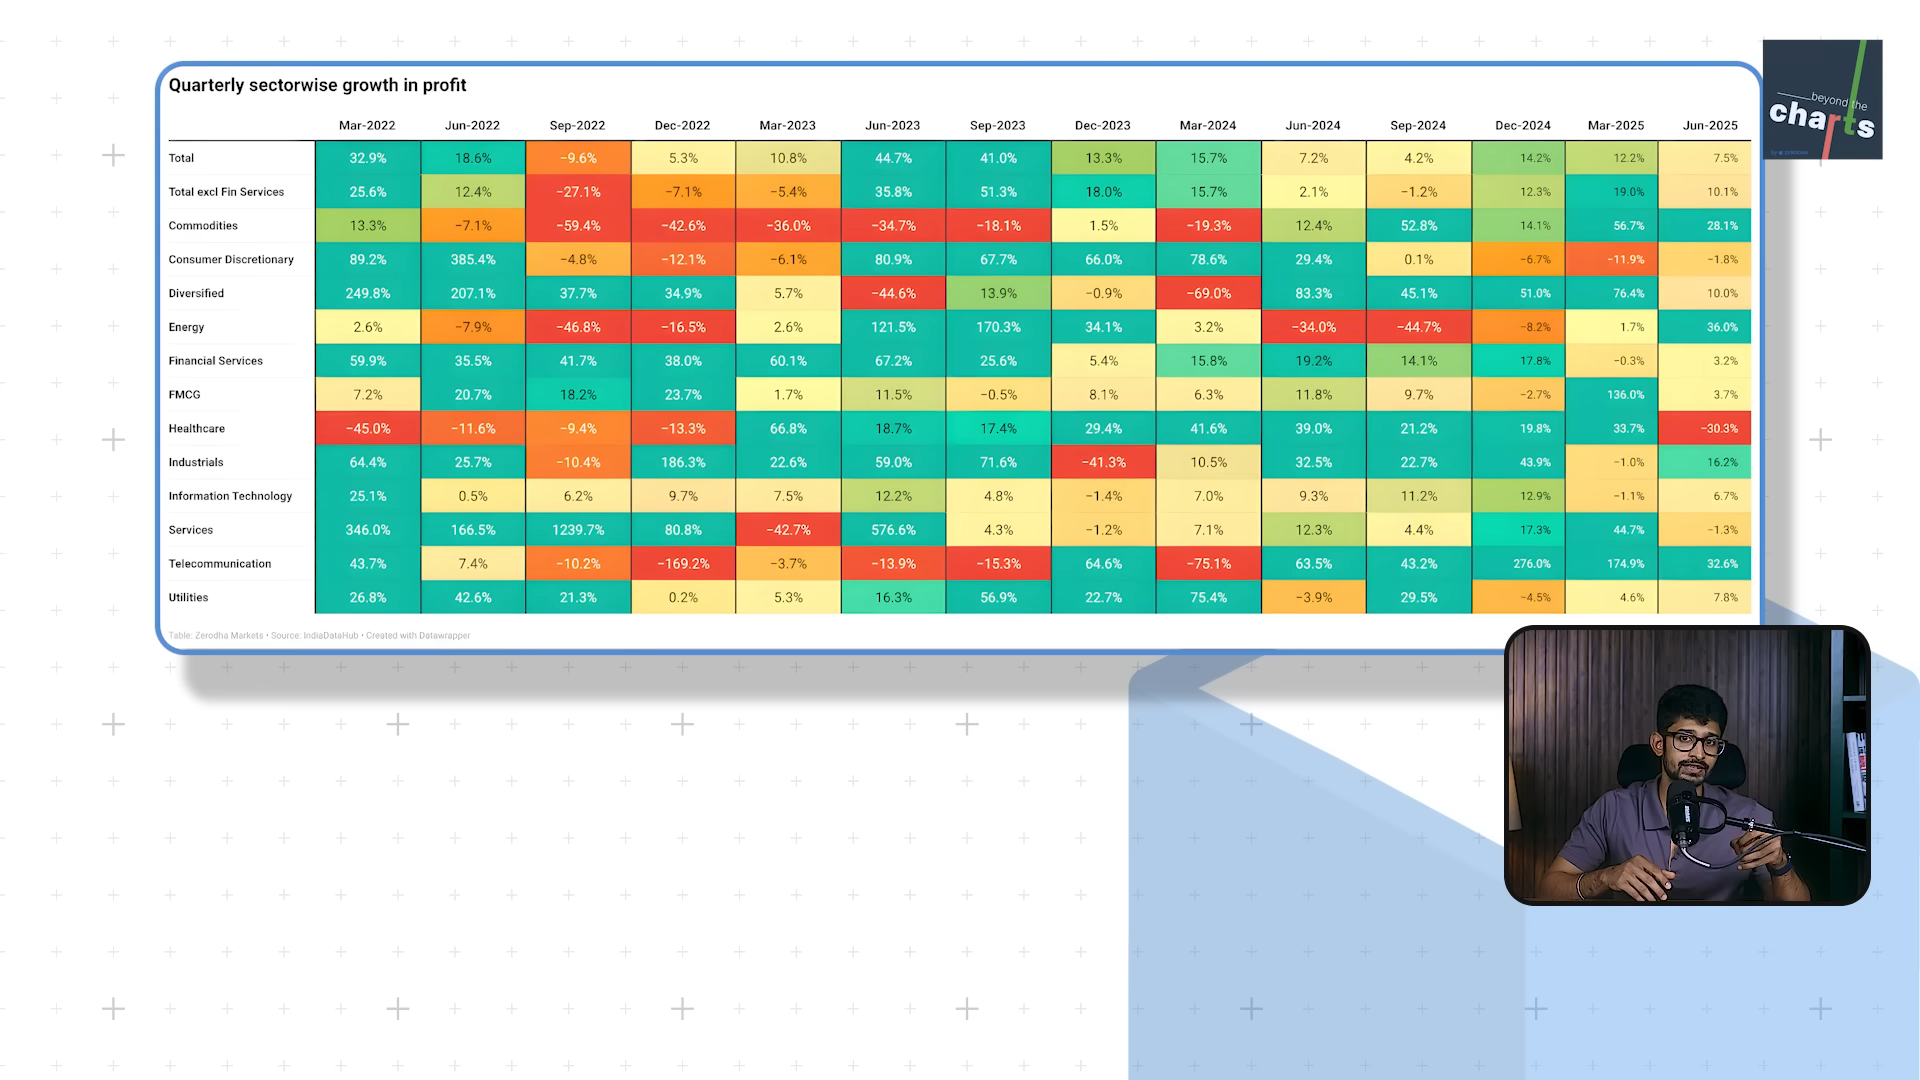 Quarterly sectorwise growth in profit
Mar-2022 Jun-2022 Sep-2022 Dec-2022 Mar-2023 Jun-2023 Sep-2023 Dec-2023 Mar-2024 Jun-2024 Sep-2024 Dec-2024 Mar-2025 Jun-2025
Total 32.9% 18.6% −9.6% 5.3% 10.8% 44.7% 41.0% 13.3% 15.7% 7.2% 4.2% 14.2% 12.2% 7.5%
Total excl Fin Services 25.6% 12.4% −27.1% −7.1% −5.4% 35.8% 51.3% 18.0% 15.7% 2.1% −1.2% 12.3% 19.0% 10.1%
Commodities 13.3% −7.1% −59.4% −42.6% −36.0% −34.7% −18.1% 1.5% −19.3% 12.4% 52.8% 14.1% 56.7% 28.1%
Consumer Discretionary 89.2% 385.4% −4.8% −12.1% −6.1% 80.9% 67.7% 66.0% 78.6% 29.4% 0.1% −6.7% −11.9% −1.8%
Diversified 249.8% 207.1% 37.7% 34.9% 5.7% −44.6% 13.9% −0.9% −69.0% 83.3% 45.1% 51.0% 76.4% 10.0%
Energy 2.6% −7.9% −46.8% −16.5% 2.6% 121.5% 170.3% 34.1% 3.2% −34.0% −44.7% −8.2% 1.7% 36.0%
Financial Services 59.9% 35.5% 41.7% 38.0% 60.1% 67.2% 25.6% 5.4% 15.8% 19.2% 14.1% 17.8% −0.3% 3.2%
FMCG 7.2% 20.7% 18.2% 23.7% 1.7% 11.5% −0.5% 8.1% 6.3% 11.8% 9.7% −2.7% 136.0% 3.7%
Healthcare −45.0% −11.6% −9.4% −13.3% 66.8% 18.7% 17.4% 29.4% 41.6% 39.0% 21.2% 19.8% 33.7% −30.3%
Industrials 64.4% 25.7% −10.4% 186.3% 22.6% 59.0% 71.6% −41.3% 10.5% 32.5% 22.7% 43.9% −1.0% 16.2%
Information Technology 25.1% 0.5% 6.2% 9.7% 7.5% 12.2% 4.8% −1.4% 7.0% 9.3% 11.2% 12.9% −1.1% 6.7%
Services 346.0% 166.5% 1239.7% 80.8% −42.7% 576.6% 4.3% −1.2% 7.1% 12.3% 4.4% 17.3% 44.7% −1.3%
Telecommunication 43.7% 7.4% −10.2% −169.2% −3.7% −13.9% −15.3% 64.6% −75.1% 63.5% 43.2% 276.0% 174.9% 32.6%
Utilities 26.8% 42.6% 21.3% 0.2% 5.3% 16.3% 56.9% 22.7% 75.4% −3.9% 29.5% −4.5% 4.6% 7.8%
Table: Zerodha Markets • Source: IndiaDataHub • Created with Datawrapper
beyond the
charts